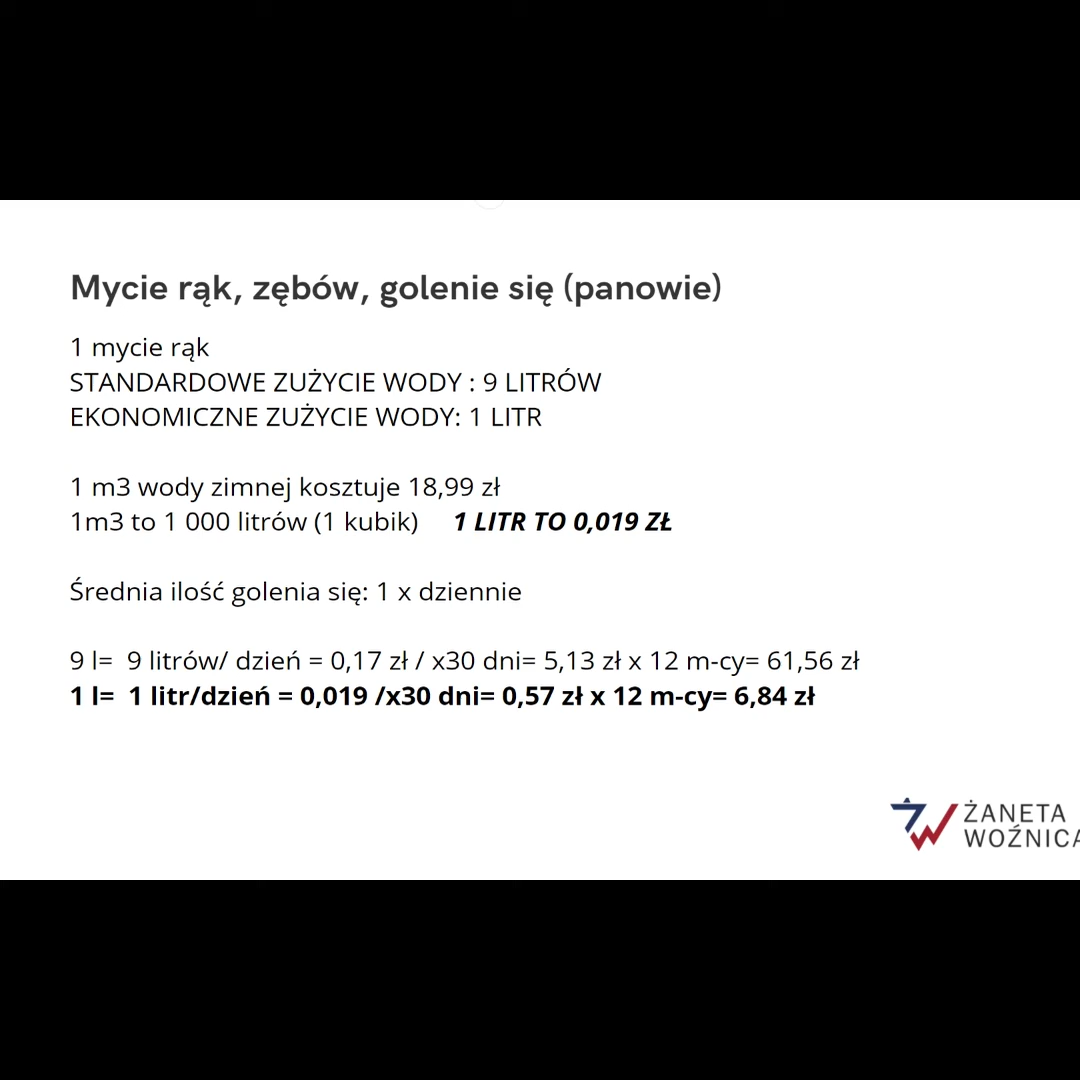 Mycie rąk, zębów, golenie się (panowie)
1 mycie rąk
STANDARDOWE ZUŻYCIE WODY : 9 LITRÓW
EKONOMICZNE ZUŻYCIE WODY: 1 LITR
1 m3 wody zimnej kosztuje 18,99 zł
1m3 to 1 000 litrów (1 kubik) 1 LITR TO 0,019 ZŁ
Średnia ilość golenia się: 1 x dziennie
9 l= 9 litrów/ dzień = 0,17 zł / x30 dni= 5,13 zł x 12 m-cy= 61,56 zł
1 l= 1 litr/dzień = 0,019 /x30 dni= 0,57 zł x 12 m-cy= 6,84 zł
ŻANETA
WOŹNICA